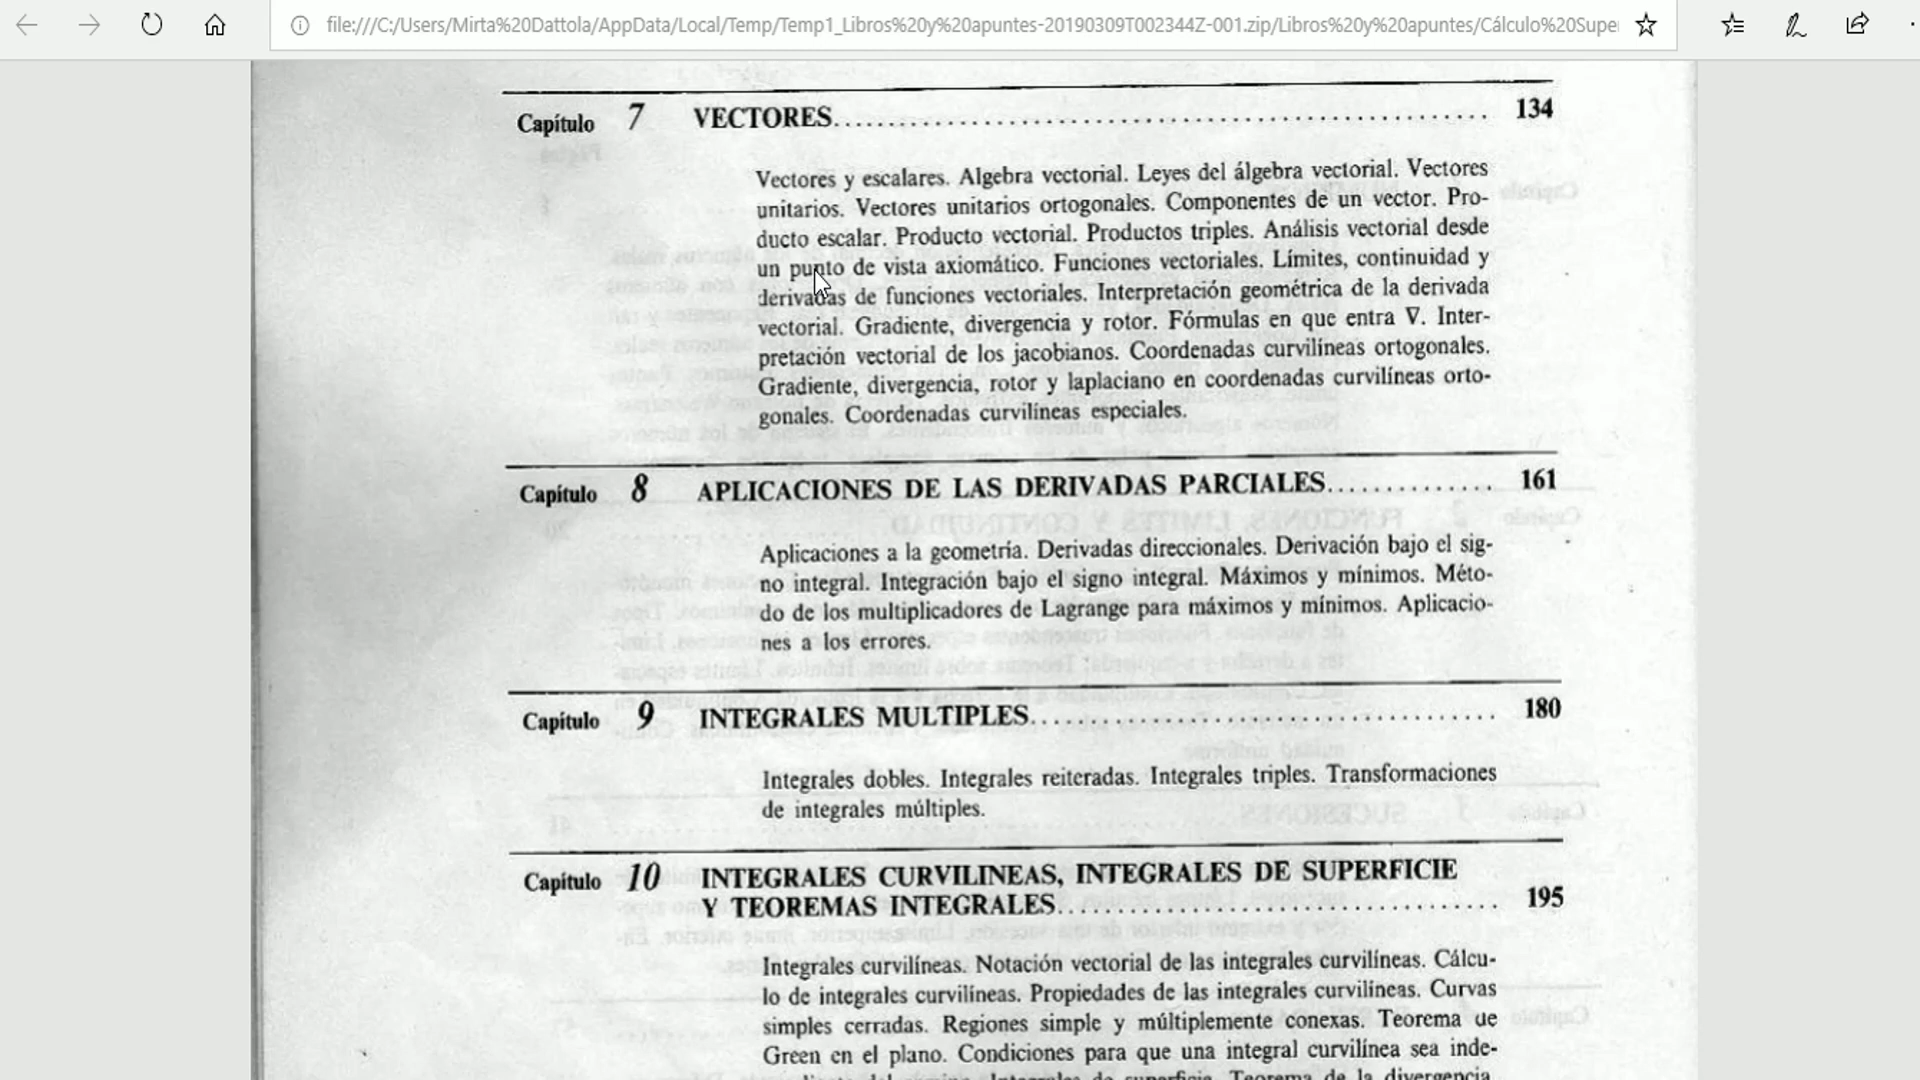 file:///C:/Users/Mirta%20Dattola/AppData/Local/Temp/Temp1_Libros%20y%20apuntes-20190309T002344Z-001.zip/Libros%20y%20apuntes/Cálculo%20Supe
Capítulo 7 VECTORES........................................................ 134
Vectores y escalares. Algebra vectorial. Leyes del álgebra vectorial. Vectores
unitarios. Vectores unitarios ortogonales. Componentes de un vector. Pro-
ducto escalar. Producto vectorial. Productos triples. Análisis vectorial desde
un punto de vista axiomático. Funciones vectoriales. Límites, continuidad y
derivadas de funciones vectoriales. Interpretación geométrica de la derivada
vectorial. Gradiente, divergencia y rotor. Fórmulas en que entra ∇. Inter-
pretación vectorial de los jacobianos. Coordenadas curvilíneas ortogonales.
Gradiente, divergencia, rotor y laplaciano en coordenadas curvilíneas orto-
gonales. Coordenadas curvilíneas especiales.
Capítulo 8 APLICACIONES DE LAS DERIVADAS PARCIALES.............. 161
Aplicaciones a la geometría. Derivadas direccionales. Derivación bajo el sig-
no integral. Integración bajo el signo integral. Máximos y mínimos. Méto-
do de los multiplicadores de Lagrange para máximos y mínimos. Aplicacio-
nes a los errores.
Capítulo 9 INTEGRALES MULTIPLES....................................... 180
Integrales dobles. Integrales reiteradas. Integrales triples. Transformaciones
de integrales múltiples.
Capítulo 10 INTEGRALES CURVILINEAS, INTEGRALES DE SUPERFICIE
Y TEOREMAS INTEGRALES..................................... 195
Integrales curvilíneas. Notación vectorial de las integrales curvilíneas. Cálcu-
lo de integrales curvilíneas. Propiedades de las integrales curvilíneas. Curvas
simples cerradas. Regiones simple y múltiplemente conexas. Teorema de
Green en el plano. Condiciones para que una integral curvilínea sea inde-
Teorema de la divergencia.